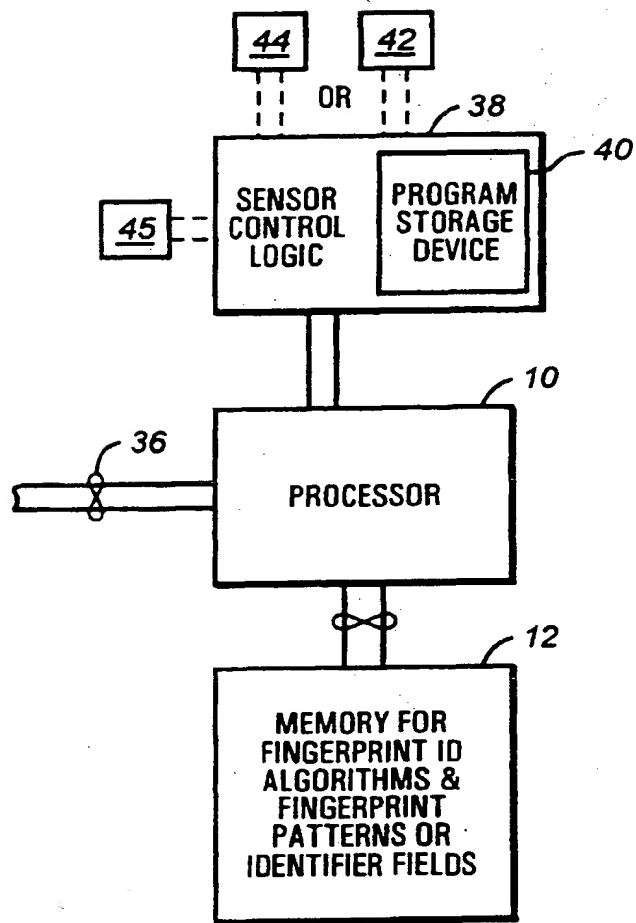 44
42
OR
38
40
SENSOR
CONTROL
LOGIC
PROGRAM
STORAGE
DEVICE
45
10
36
PROCESSOR
12
MEMORY FOR
FINGERPRINT ID
ALGORITHMS &
FINGERPRINT
PATTERNS OR
IDENTIFIER FIELDS